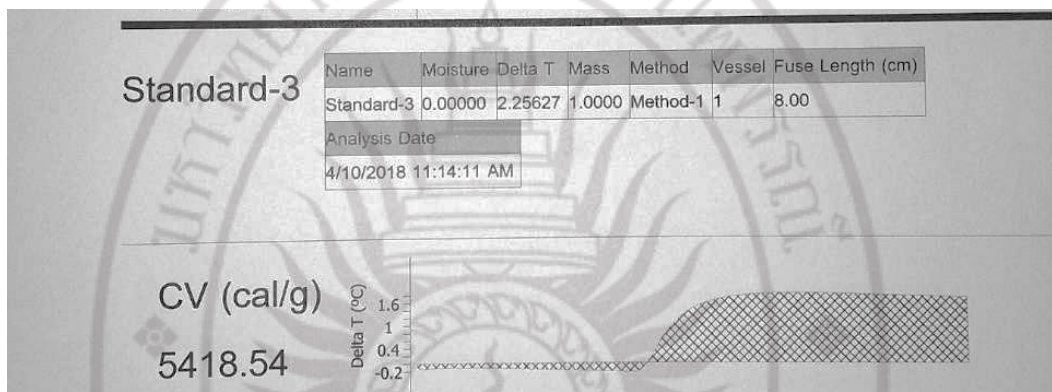 Standard-3
Name Moisture Delta T Mass Method Vessel Fuse Length (cm)
Standard-3 0.00000 2.25627 1.0000 Method-1 1 8.00
Analysis Date
4/10/2018 11:14:11 AM
CV (cal/g)
5418.54
Delta T (ºC)
1.6
1
0.4
-0.2